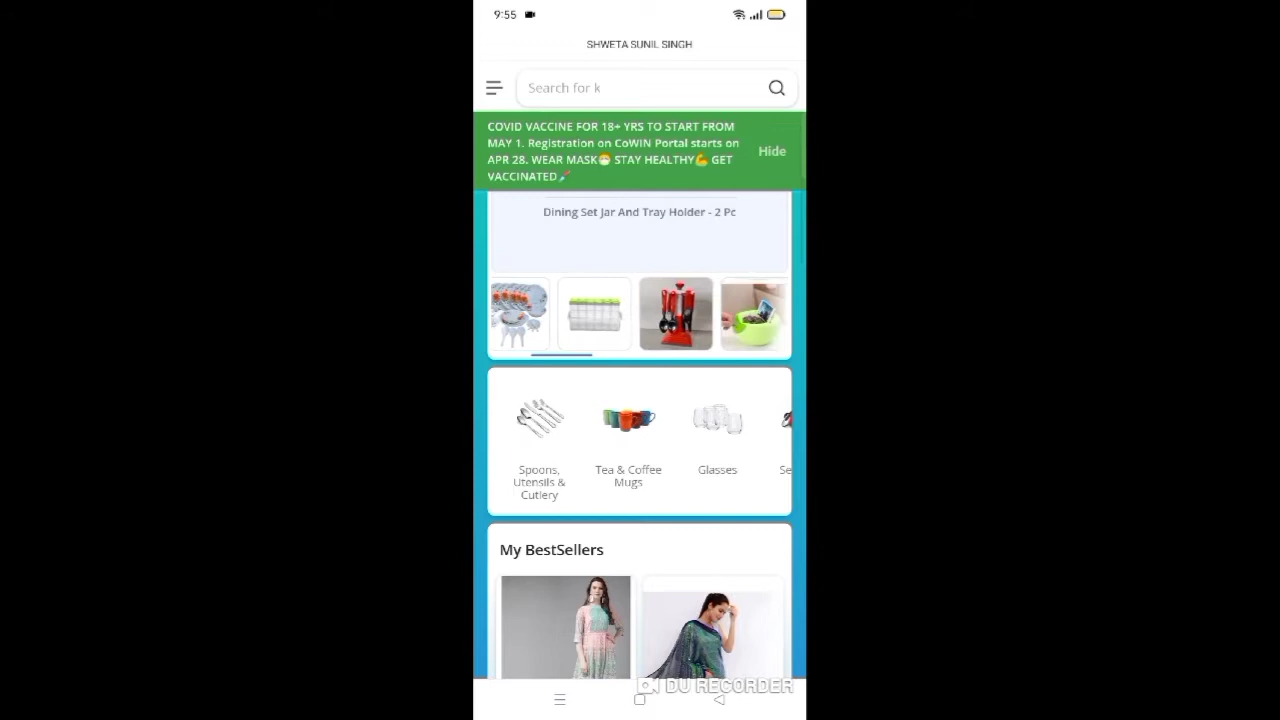 9:55
SHWETA SUNIL SINGH
Search for k
COVID VACCINE FOR 18+ YRS TO START FROM
MAY 1. Registration on CoWIN Portal starts on
APR 28. WEAR MASK😷 STAY HEALTHY💪 GET
VACCINATED💉
Hide
Dining Set Jar And Tray Holder - 2 Pc
Spoons,
Utensils &
Cutlery
Tea & Coffee
Mugs
Glasses
Se
My BestSellers
DU RECORDER